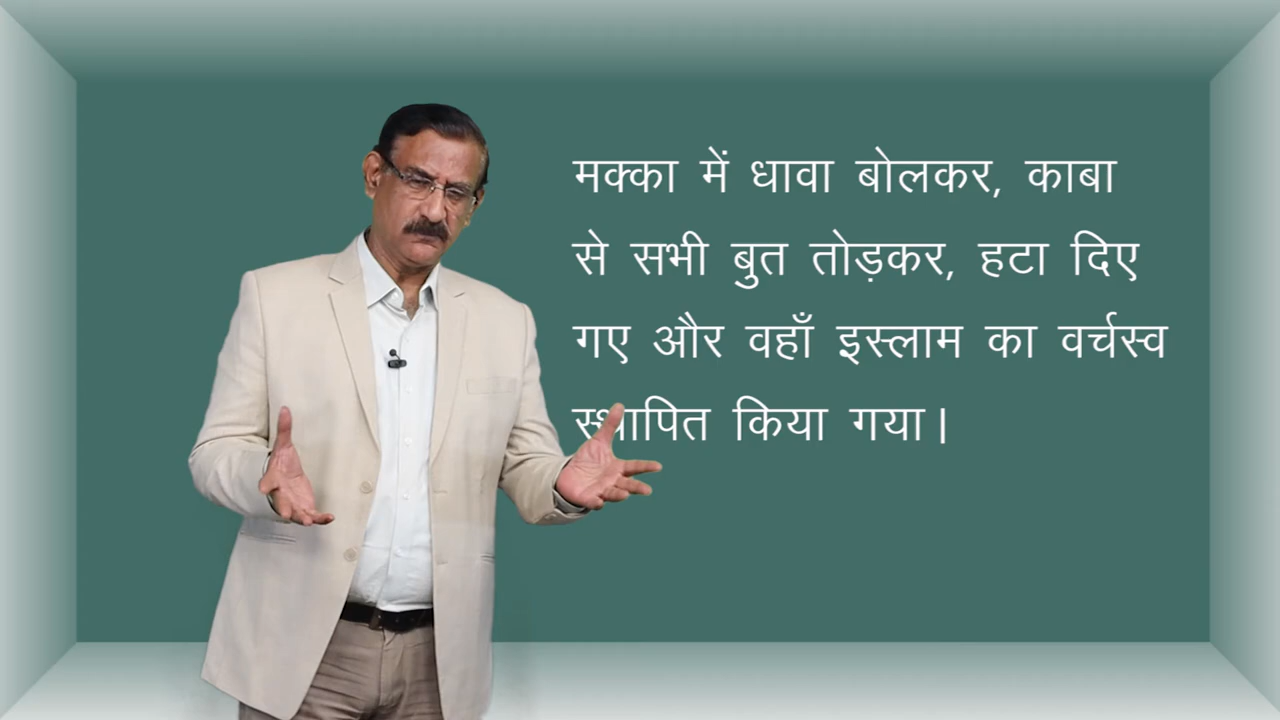 मक्का में धावा बोलकर, काबा
से सभी बुत तोड़कर, हटा दिए
गए और वहाँ इस्लाम का वर्चस्व
स्थापित किया गया।